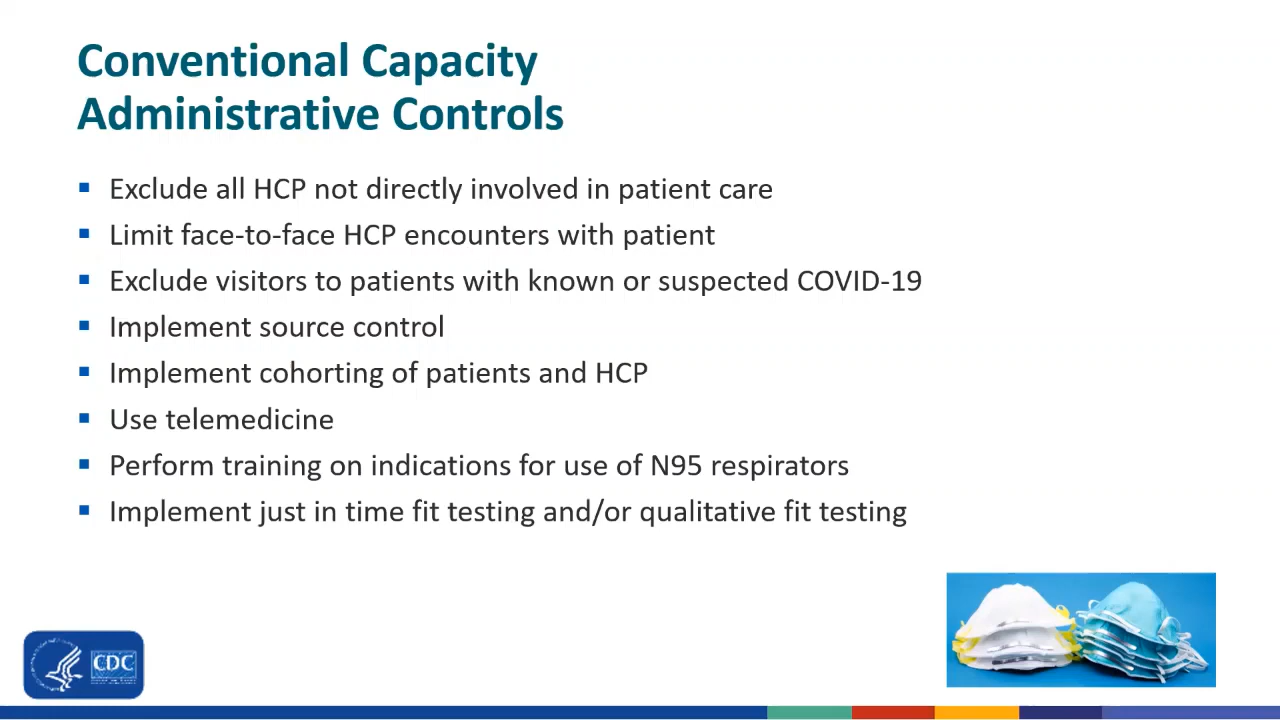 Conventional Capacity
Administrative Controls
▪ Exclude all HCP not directly involved in patient care
▪ Limit face-to-face HCP encounters with patient
▪ Exclude visitors to patients with known or suspected COVID-19
▪ Implement source control
▪ Implement cohorting of patients and HCP
▪ Use telemedicine
▪ Perform training on indications for use of N95 respirators
▪ Implement just in time fit testing and/or qualitative fit testing
CDC